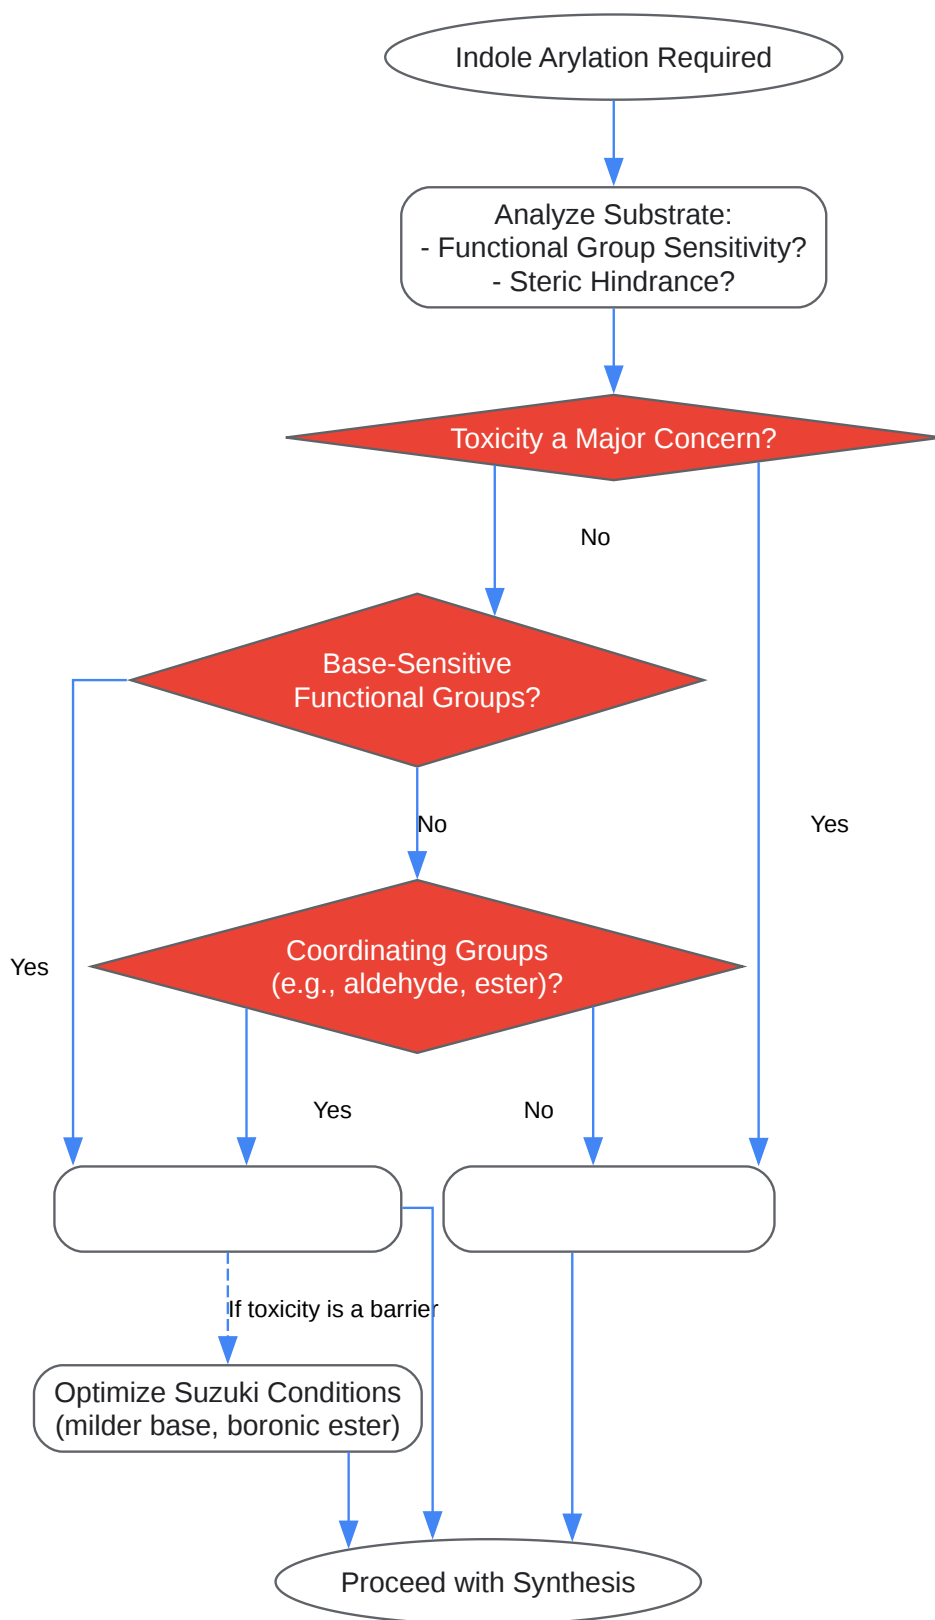 Indole Arylation Required
Analyze Substrate:
- Functional Group Sensitivity?
- Steric Hindrance?
Toxicity a Major Concern?
No
Base-Sensitive
Functional Groups?
No
Yes
Coordinating Groups
(e.g., aldehyde, ester)?
Yes
Yes
No
If toxicity is a barrier
Optimize Suzuki Conditions
(milder base, boronic ester)
Proceed with Synthesis